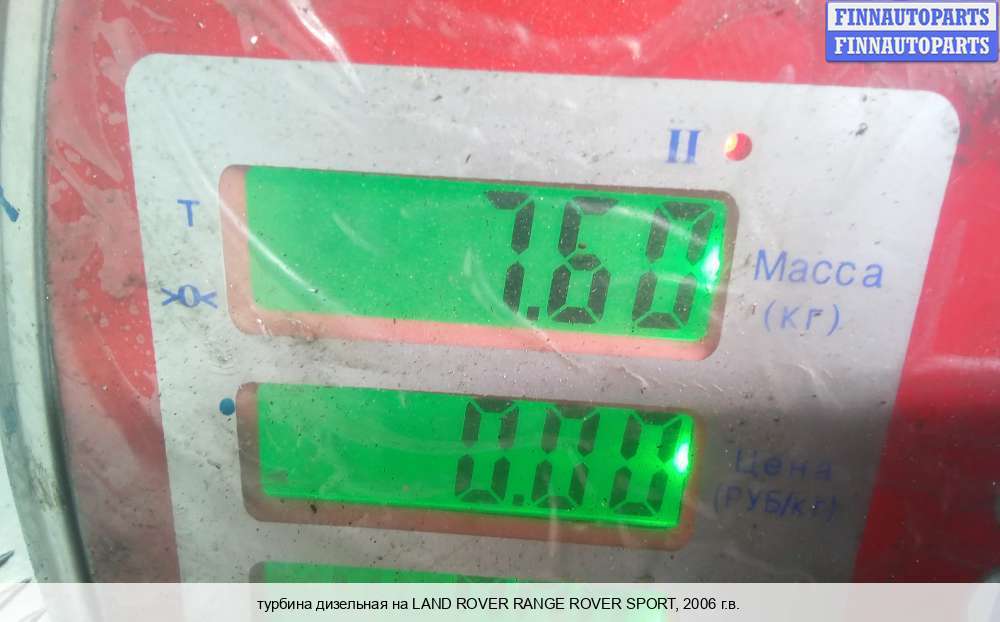 FINNAUTOPARTS
FINNAUTOPARTS
II
T
7.60
Масса
(кг)
>0<
0.00
Цена
(РУБ/кг)
турбина дизельная на LAND ROVER RANGE ROVER SPORT, 2006 г.в.